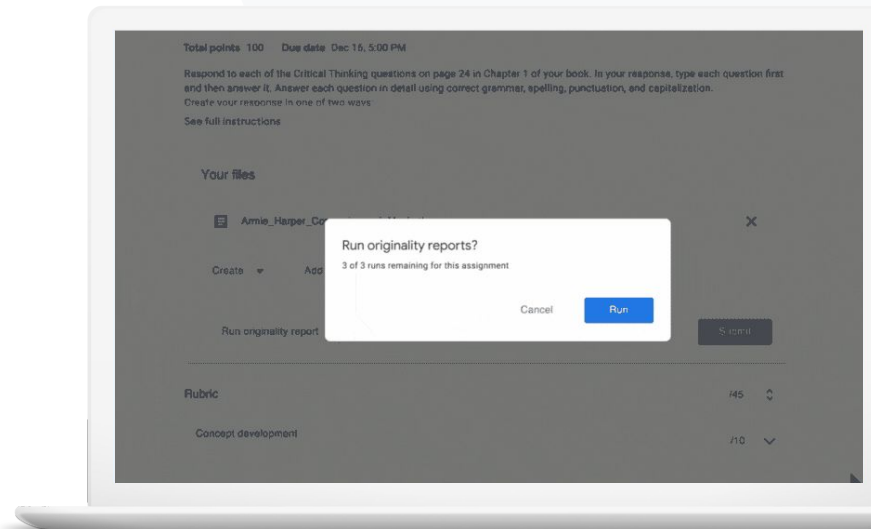 Total points 100 Due date Dec 16, 5:00 PM
Respond to each of the Critical Thinking questions on page 24 in Chapter 1 of your book. In your response, type each question first
and then answer it. Answer each question in detail using correct grammar, spelling, punctuation, and capitalization.
Create your response in one of two ways:
See full instructions
Your files
Armie_Harper_Co
Run originality reports?
3 of 3 runs remaining for this assignment
Create Add
Cancel Run
Run originality report Submit
Rubric /45
Concept development /10